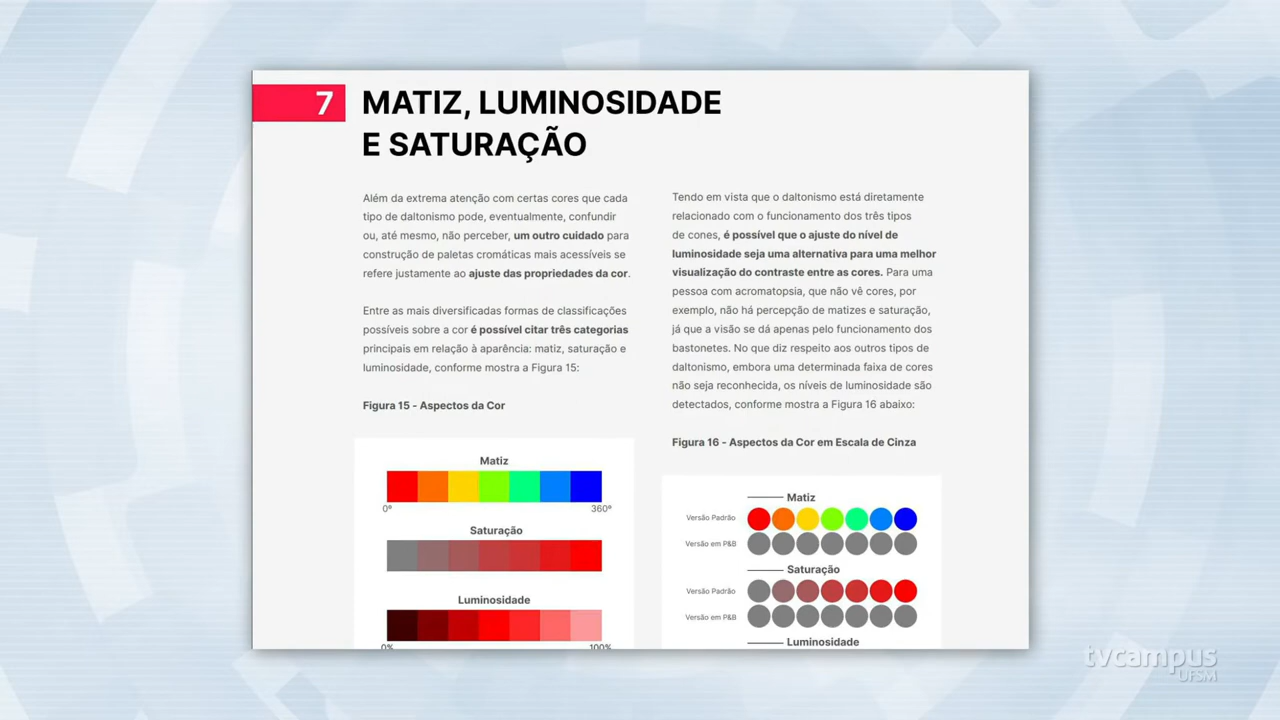 7
MATIZ, LUMINOSIDADE
E SATURAÇÃO
Além da extrema atenção com certas cores que cada
tipo de daltonismo pode, eventualmente, confundir
ou, até mesmo, não perceber, um outro cuidado para
construção de paletas cromáticas mais acessíveis se
refere justamente ao ajuste das propriedades da cor.
Entre as mais diversificadas formas de classificações
possíveis sobre a cor é possível citar três categorias
principais em relação à aparência: matiz, saturação e
luminosidade, conforme mostra a Figura 15:
Figura 15 - Aspectos da Cor
Matiz
0º 360º
Saturação
Luminosidade
0% 100%
Tendo em vista que o daltonismo está diretamente
relacionado com o funcionamento dos três tipos
de cones, é possível que o ajuste do nível de
luminosidade seja uma alternativa para uma melhor
visualização do contraste entre as cores. Para uma
pessoa com acromatopsia, que não vê cores, por
exemplo, não há percepção de matizes e saturação,
já que a visão se dá apenas pelo funcionamento dos
bastonetes. No que diz respeito aos outros tipos de
daltonismo, embora uma determinada faixa de cores
não seja reconhecida, os níveis de luminosidade são
detectados, conforme mostra a Figura 16 abaixo:
Figura 16 - Aspectos da Cor em Escala de Cinza
Matiz
Versão Padrão
Versão em P&B
Saturação
Versão Padrão
Versão em P&B
Luminosidade
tvcampus
UFSM